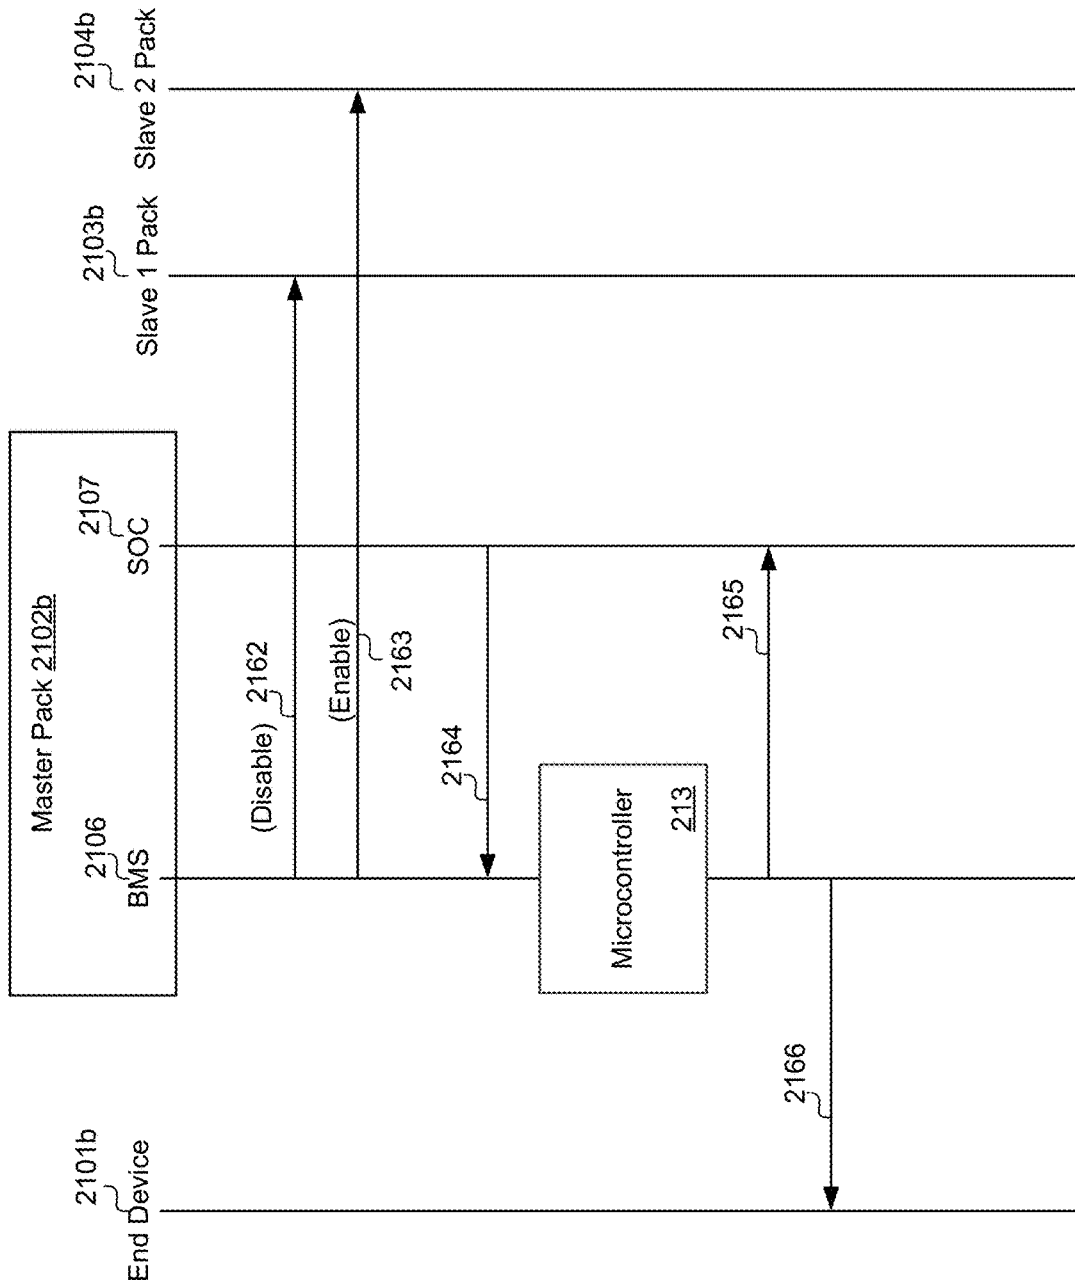 Master Pack 2102b
2101b
End Device
2106
BMS
2107
SOC
2103b
Slave 1 Pack
2104b
Slave 2 Pack
(Disable) 2162
(Enable)
2163
2164
Microcontroller
213
2165
2166